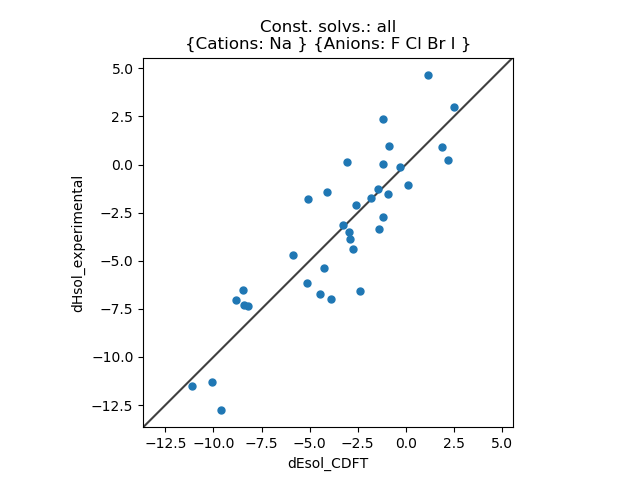 Const. solvs.: all
{Cations: Na } {Anions: F Cl Br I }
5.0
2.5
0.0
−2.5
−5.0
−7.5
−10.0
−12.5
dHsol_experimental
−12.5 −10.0 −7.5 −5.0 −2.5 0.0 2.5 5.0
dEsol_CDFT